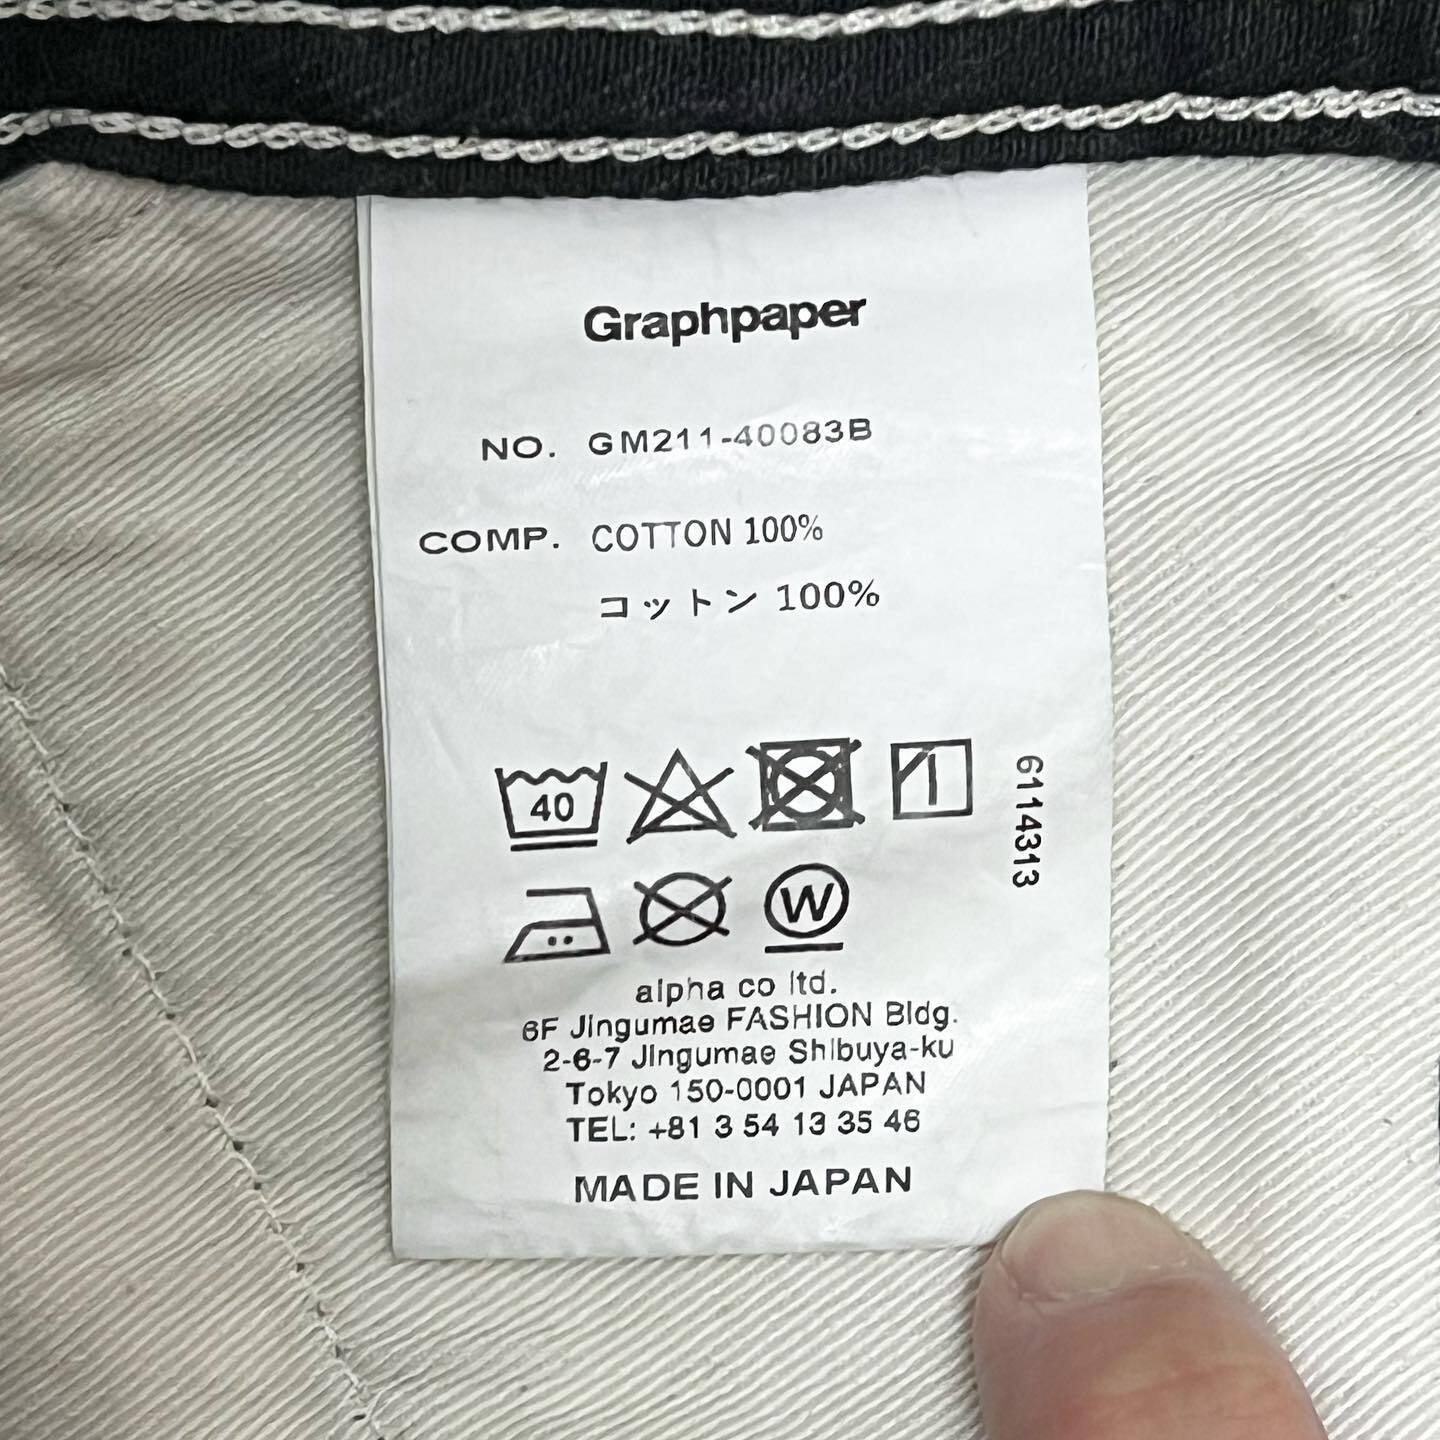 Graphpaper
NO. GM211-40083B
COMP. COTTON 100%
コットン 100%
40
6114313
W
alpha co ltd.
6F Jingumae FASHION Bldg.
2-6-7 Jingumae Shibuya-ku
Tokyo 150-0001 JAPAN
TEL: +81 3 54 13 35 46
MADE IN JAPAN